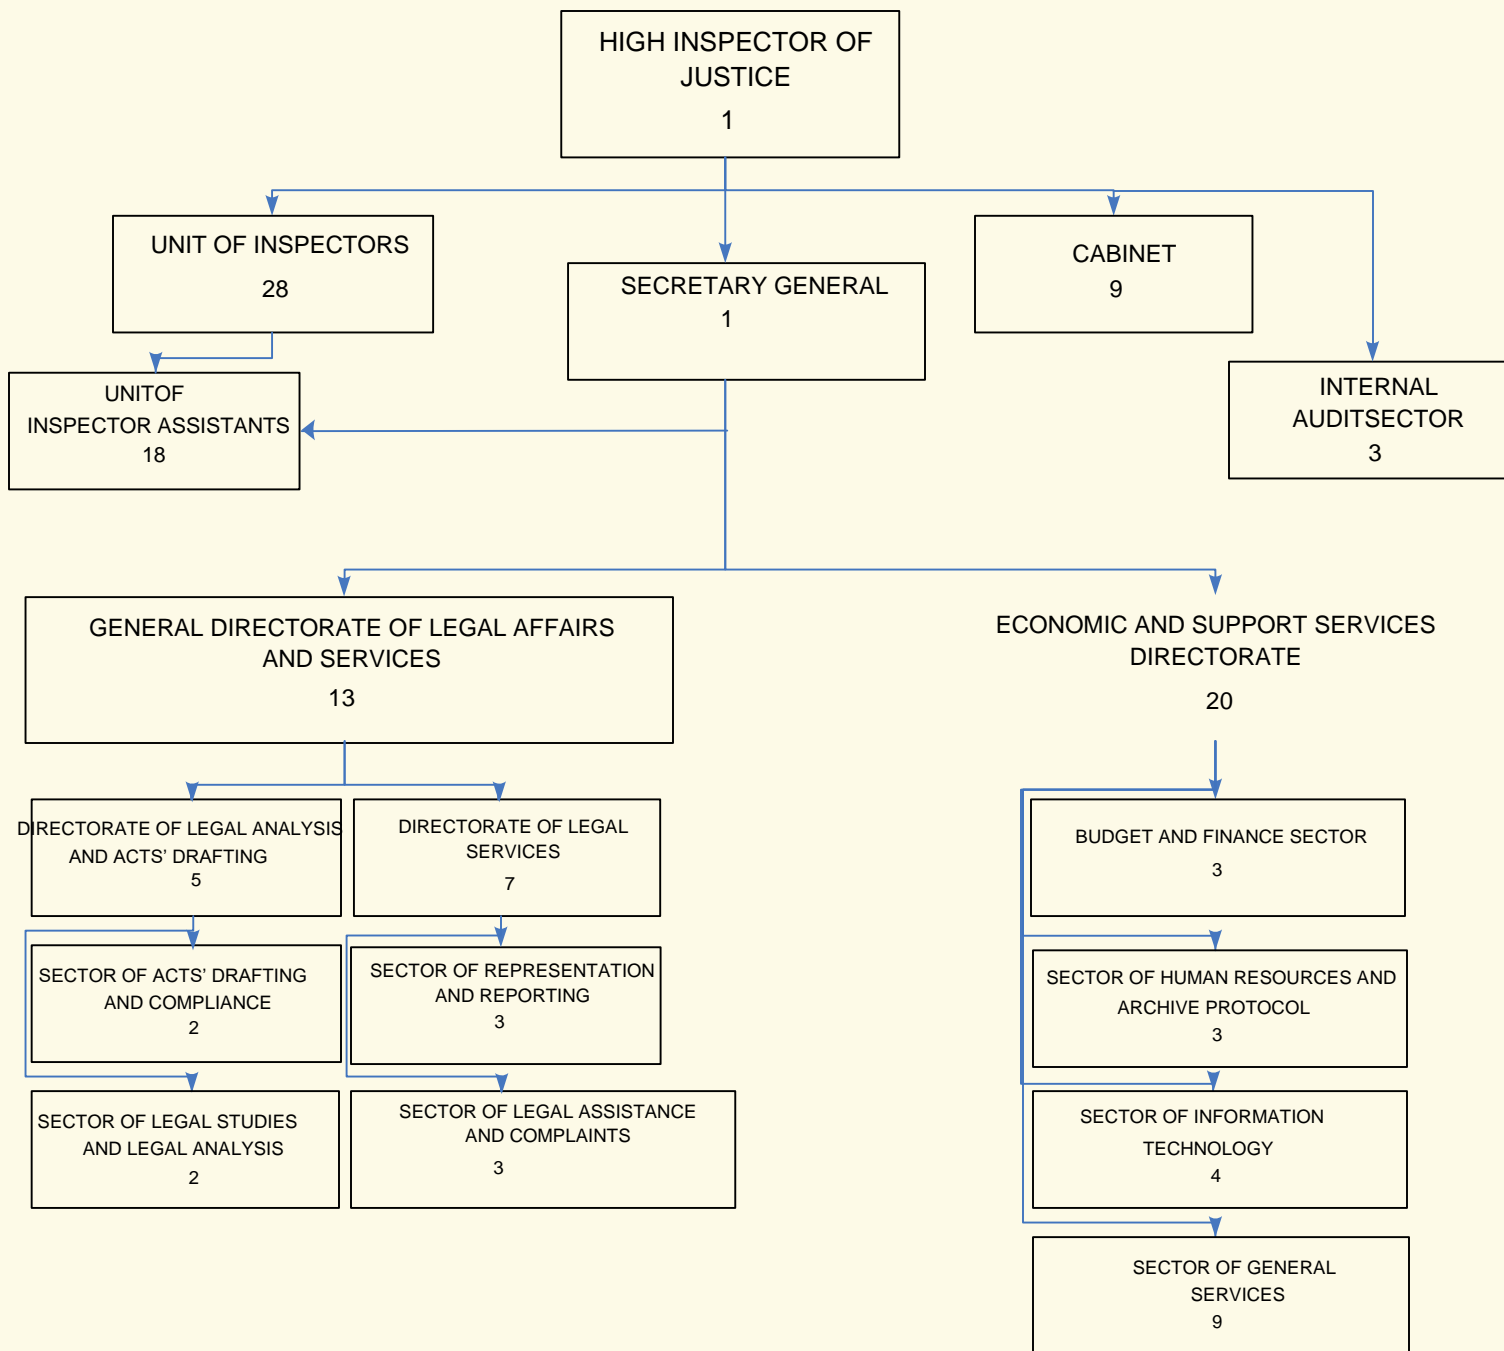 HIGH INSPECTOR OF
JUSTICE
1
UNIT OF INSPECTORS
28
SECRETARY GENERAL
1
CABINET
9
UNITOF
INSPECTOR ASSISTANTS
18
INTERNAL
AUDITSECTOR
3
GENERAL DIRECTORATE OF LEGAL AFFAIRS
AND SERVICES
13
ECONOMIC AND SUPPORT SERVICES
DIRECTORATE
20
DIRECTORATE OF LEGAL ANALYSIS
AND ACTS’ DRAFTING
5
DIRECTORATE OF LEGAL
SERVICES
7
BUDGET AND FINANCE SECTOR
3
SECTOR OF ACTS’ DRAFTING
AND COMPLIANCE
2
SECTOR OF REPRESENTATION
AND REPORTING
3
SECTOR OF HUMAN RESOURCES AND
ARCHIVE PROTOCOL
3
SECTOR OF LEGAL STUDIES
AND LEGAL ANALYSIS
2
SECTOR OF LEGAL ASSISTANCE
AND COMPLAINTS
3
SECTOR OF INFORMATION
TECHNOLOGY
4
SECTOR OF GENERAL
SERVICES
9